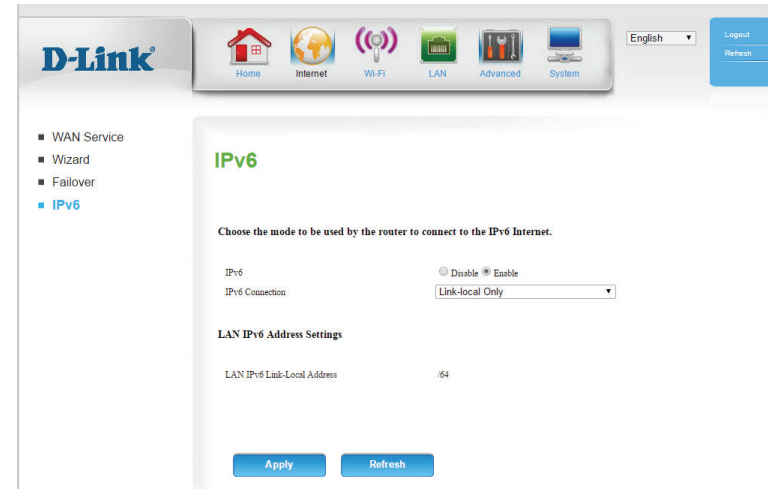 D-Link
Home Internet Wi-Fi LAN Advanced System
English
Logout
Refresh
WAN Service
Wizard
Failover
IPv6
IPv6
Choose the mode to be used by the router to connect to the IPv6 Internet.
IPv6 Disable Enable
IPv6 Connection Link-local Only
LAN IPv6 Address Settings
LAN IPv6 Link-Local Address /64
Apply Refresh